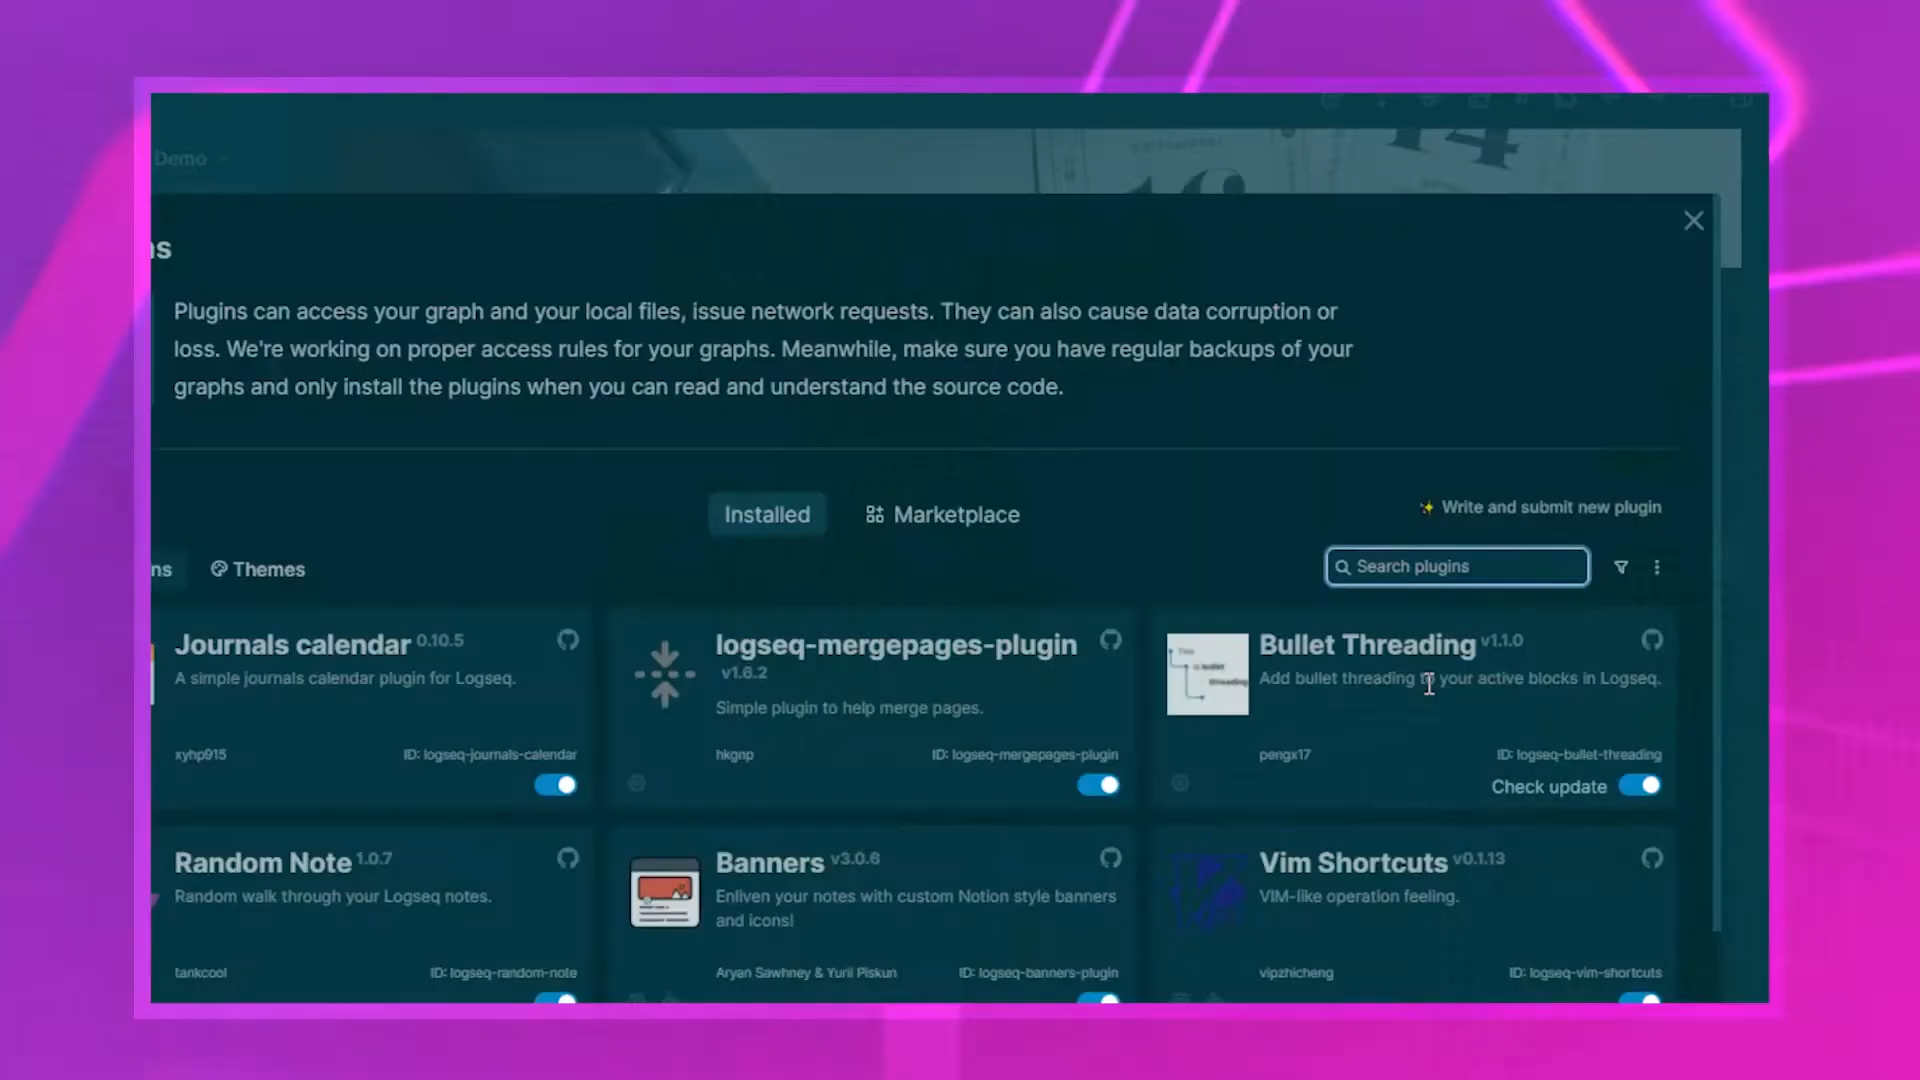 Demo
14
16
ns
Plugins can access your graph and your local files, issue network requests. They can also cause data corruption or
loss. We're working on proper access rules for your graphs. Meanwhile, make sure you have regular backups of your
graphs and only install the plugins when you can read and understand the source code.
Installed
Marketplace
Write and submit new plugin
ns
Themes
Search plugins
Journals calendar 0.10.5
A simple journals calendar plugin for Logseq.
xyhp915 ID: logseq-journals-calendar
logseq-mergepages-plugin
v1.6.2
Simple plugin to help merge pages.
hkgnp ID: logseq-mergepages-plugin
Bullet Threading v1.1.0
Add bullet threading to your active blocks in Logseq.
pengx17 ID: logseq-bullet-threading
Check update
Random Note 1.0.7
Random walk through your Logseq notes.
tankcool ID: logseq-random-note
Banners v3.0.6
Enliven your notes with custom Notion style banners
and icons!
Aryan Sawhney & Yurii Piskun ID: logseq-banners-plugin
Vim Shortcuts v0.1.13
VIM-like operation feeling.
vipzhicheng ID: logseq-vim-shortcuts